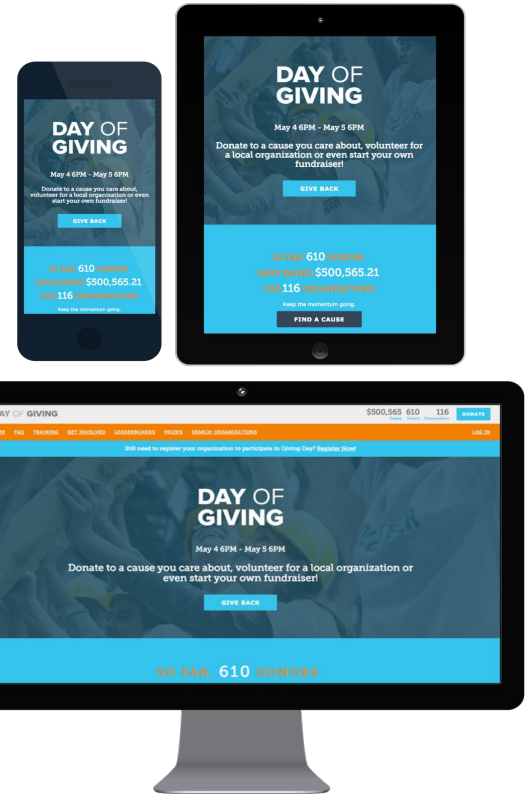 DAY OF
GIVING
May 4 6PM - May 5 6PM
Donate to a cause you care about,
volunteer for a local organization or even
start your own fundraiser!
GIVE BACK
SO FAR, 610 DONORS
HAVE RAISED $500,565.21
FOR 116 ORGANIZATIONS
Keep the momentum going.
DAY OF
GIVING
May 4 6PM - May 5 6PM
Donate to a cause you care about, volunteer for
a local organization or even start your own
fundraiser!
GIVE BACK
SO FAR, 610 DONORS
HAVE RAISED $500,565.21
FOR 116 ORGANIZATIONS
Keep the momentum going.
FIND A CAUSE
AY OF GIVING
$500,565 610 116
Raised Donors Organizations
DONATE
ME FAQ TRAINING GET INVOLVED LEADERBOARDS PRIZES SEARCH ORGANIZATIONS LOG IN
Still need to register your organization to participate in Giving Day? Register Now!
DAY OF
GIVING
May 4 6PM - May 5 6PM
Donate to a cause you care about, volunteer for a local organization or
even start your own fundraiser!
GIVE BACK
SO FAR, 610 DONORS